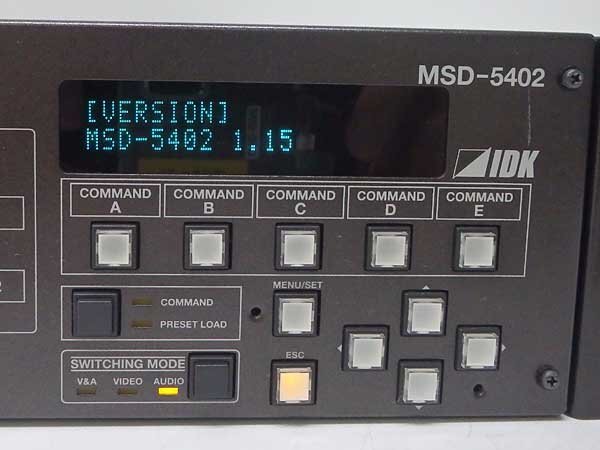 MSD-5402
[VERSION]
MSD-5402 1.15
IDK
COMMAND
A
COMMAND
B
COMMAND
C
COMMAND
D
COMMAND
E
MENU/SET
COMMAND
PRESET LOAD
SWITCHING MODE
V&A VIDEO AUDIO
ESC